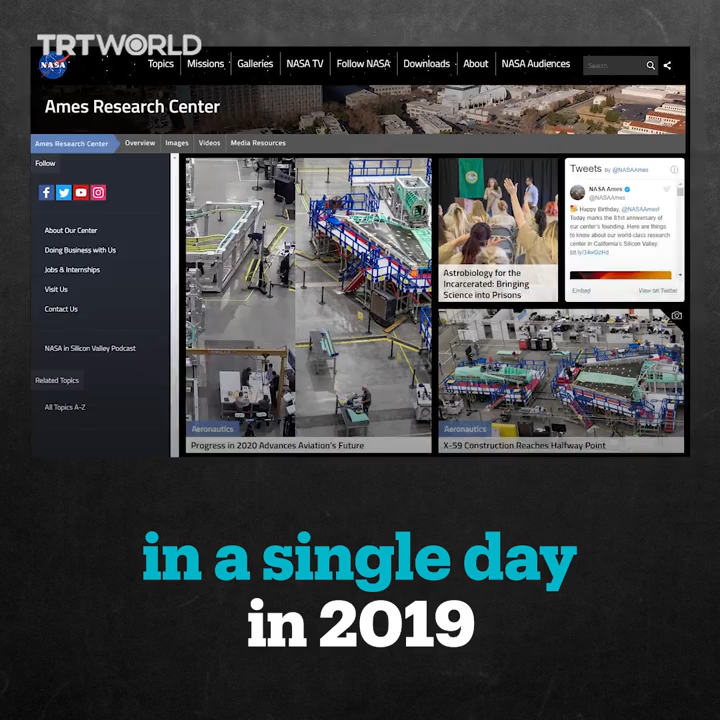 TRTWORLD
NASA
Topics Missions Galleries NASA TV Follow NASA Downloads About NASA Audiences Search
Ames Research Center
Ames Research Center Overview Images Videos Media Resources
Follow
About Our Center
Doing Business with Us
Jobs & Internships
Visit Us
Contact Us
NASA in Silicon Valley Podcast
Related Topics
All Topics A-Z
Aeronautics
Progress in 2020 Advances Aviation's Future
Astrobiology for the
Incarcerated: Bringing
Science into Prisons
Tweets by @NASAAmes
NASA Ames
@NASAAmes
Happy Birthday, @NASAAmes!
Today marks the 81st anniversary of
our center's founding. Here are things
to know about our world-class research
center in California's Silicon Valley.
Embed View on Twitter
Aeronautics
X-59 Construction Reaches Halfway Point
in a single day
in 2019